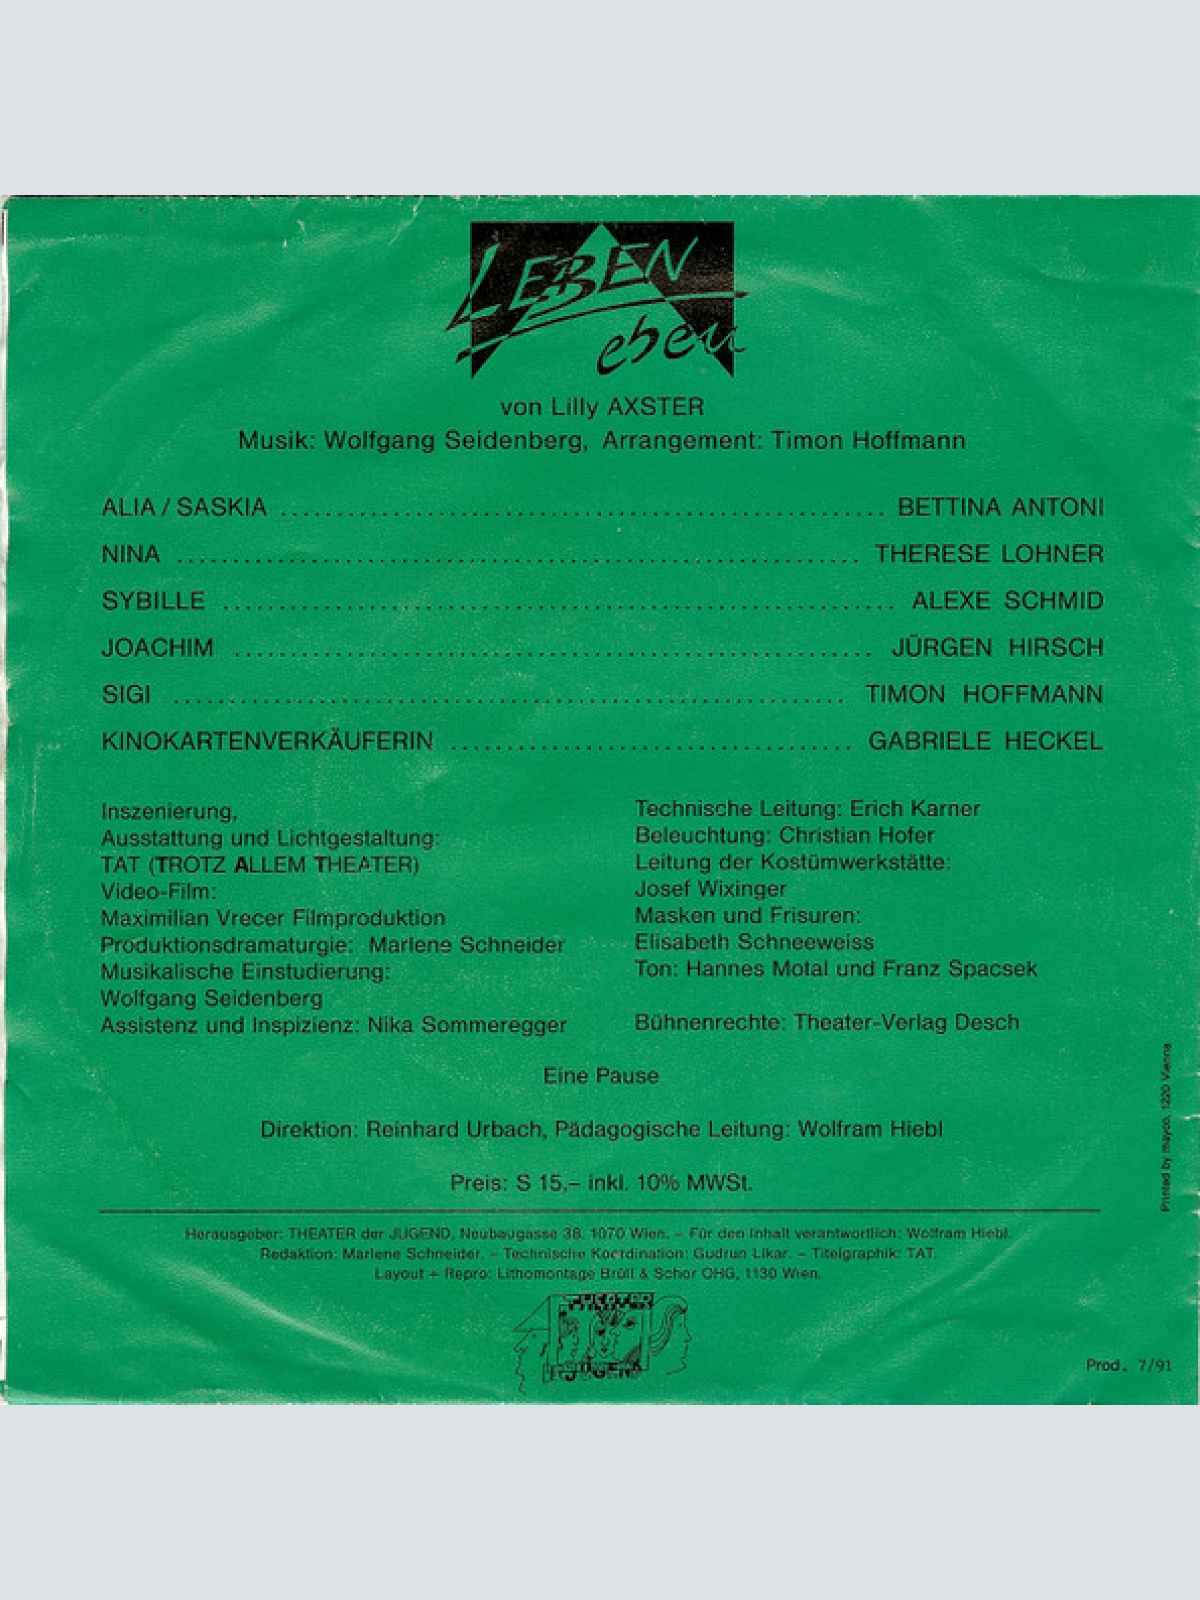 LEBEN
eben
von Lilly AXSTER
Musik: Wolfgang Seidenberg, Arrangement: Timon Hoffmann
ALIA / SASKIA ........................................................ BETTINA ANTONI
NINA ............................................................... THERESE LOHNER
SYBILLE .............................................................. ALEXE SCHMID
JOACHIM ........................................................... JÜRGEN HIRSCH
SIGI .............................................................. TIMON HOFFMANN
KINOKARTENVERKÄUFERIN ..................................... GABRIELE HECKEL
Inszenierung,
Ausstattung und Lichtgestaltung:
TAT (TROTZ ALLEM THEATER)
Video-Film:
Maximilian Vrecer Filmproduktion
Produktionsdramaturgie: Marlene Schneider
Musikalische Einstudierung:
Wolfgang Seidenberg
Assistenz und Inspizienz: Nika Sommeregger
Technische Leitung: Erich Karner
Beleuchtung: Christian Hofer
Leitung der Kostümwerkstätte:
Josef Wixinger
Masken und Frisuren:
Elisabeth Schneeweiss
Ton: Hannes Motal und Franz Spacsek
Bühnenrechte: Theater-Verlag Desch
Eine Pause
Direktion: Reinhard Urbach, Pädagogische Leitung: Wolfram Hiebl
Preis: S 15,– inkl. 10% MWSt.
Herausgeber: THEATER der JUGEND, Neubaugasse 38, 1070 Wien. – Für den Inhalt verantwortlich: Wolfram Hiebl.
Redaktion: Marlene Schneider. – Technische Koordination: Gudrun Likar. – Titelgraphik: TAT.
Layout + Repro: Lithomontage Brüll & Schor OHG, 1130 Wien.
THEATER
DER JUGEND
Prod. 7/91
Printed by mayco, 1220 Vienna